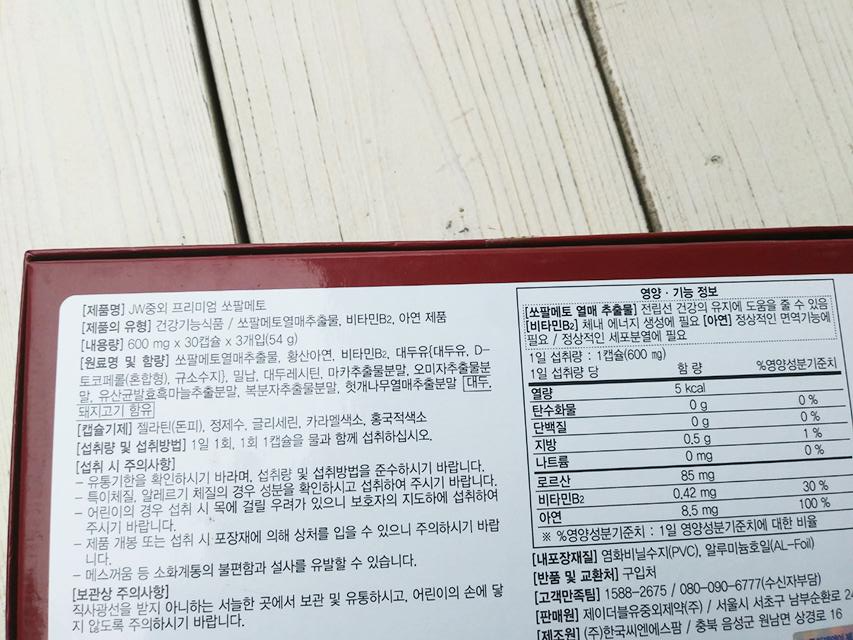 [제품명] JW중외 프리미엄 쏘팔메토
[제품의 유형] 건강기능식품 / 쏘팔메토열매추출물, 비타민B2, 아연 제품
[내용량] 600 mg x 30캡슐 x 3개입(54 g)
[원료명 및 함량] 쏘팔메토열매추출물, 황산아연, 비타민B2, 대두유{대두유, D-
토코페롤(혼합형), 규소수지}, 밀납, 대두레시틴, 마카추출물분말, 오미자추출물분
말, 유산균발효흑마늘추출분말, 복분자추출물분말, 헛개나무열매추출분말 대두,
돼지고기 함유
[캡슐기제] 젤라틴(돈피), 정제수, 글리세린, 카라멜색소, 홍국적색소
[섭취량 및 섭취방법] 1일 1회, 1회 1캡슐을 물과 함께 섭취하십시오.
[섭취 시 주의사항]
- 유통기한을 확인하시기 바라며, 섭취량 및 섭취방법을 준수하시기 바랍니다.
- 특이체질, 알레르기 체질의 경우 성분을 확인하시고 섭취하여 주시기 바랍니다.
- 어린이의 경우 섭취 시 목에 걸릴 우려가 있으니 보호자의 지도하에 섭취하여
주시기 바랍니다.
- 제품 개봉 또는 섭취 시 포장재에 의해 상처를 입을 수 있으니 주의하시기 바랍
니다.
- 메스꺼움 등 소화계통의 불편함과 설사를 유발할 수 있습니다.
[보관상 주의사항]
직사광선을 받지 아니하는 서늘한 곳에서 보관 및 유통하시고, 어린이의 손에 닿
지 않도록 주의하시기 바랍니다.
영양 · 기능 정보
[쏘팔메토 열매 추출물] 전립선 건강의 유지에 도움을 줄 수 있음
[비타민B2] 체내 에너지 생성에 필요 [아연] 정상적인 면역기능에
필요 / 정상적인 세포분열에 필요
1일 섭취량 : 1캡슐(600 mg)
1일 섭취량 당 함 량 %영양성분기준치
열량 5 kcal
탄수화물 0 g 0 %
단백질 0 g 0 %
지방 0.5 g 1 %
나트륨 0 mg 0 %
로르산 85 mg
비타민B2 0.42 mg 30 %
아연 8.5 mg 100 %
※ %영양성분기준치 : 1일 영양성분기준치에 대한 비율
[내포장재질] 염화비닐수지(PVC), 알루미늄호일(AL-Foil)
[반품 및 교환처] 구입처
[고객만족팀] 1588-2675 / 080-090-6777(수신자부담)
[판매원] 제이더블유중외제약(주) / 서울시 서초구 남부순환로 24
[제조원] (주)한국씨엔에스팜 / 충북 음성군 원남면 상경로 16